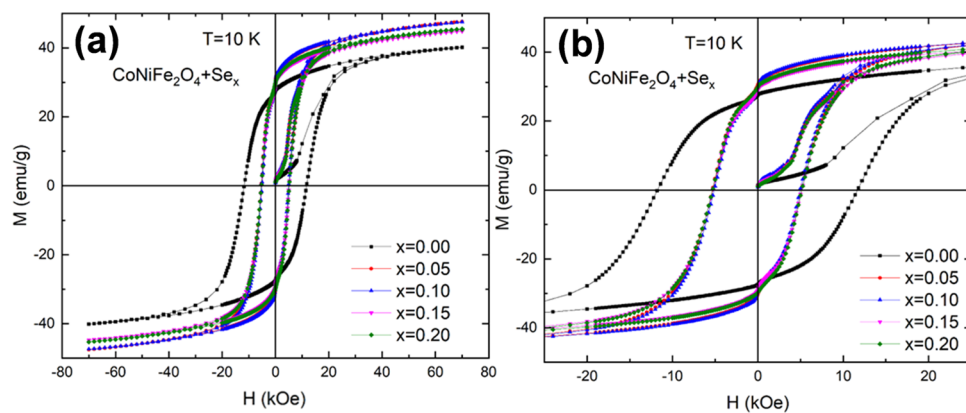 (a)
T=10 K
CoNiFe2O4+Sex
x=0.00
x=0.05
x=0.10
x=0.15
x=0.20
M (emu/g)
40
20
0
-20
-40
-80 -60 -40 -20 0 20 40 60 80
H (kOe)
(b)
T=10 K
CoNiFe2O4+Sex
x=0.00
x=0.05
x=0.10
x=0.15
x=0.20
M (emu/g)
40
20
0
-20
-40
-20 -10 0 10 20
H (kOe)